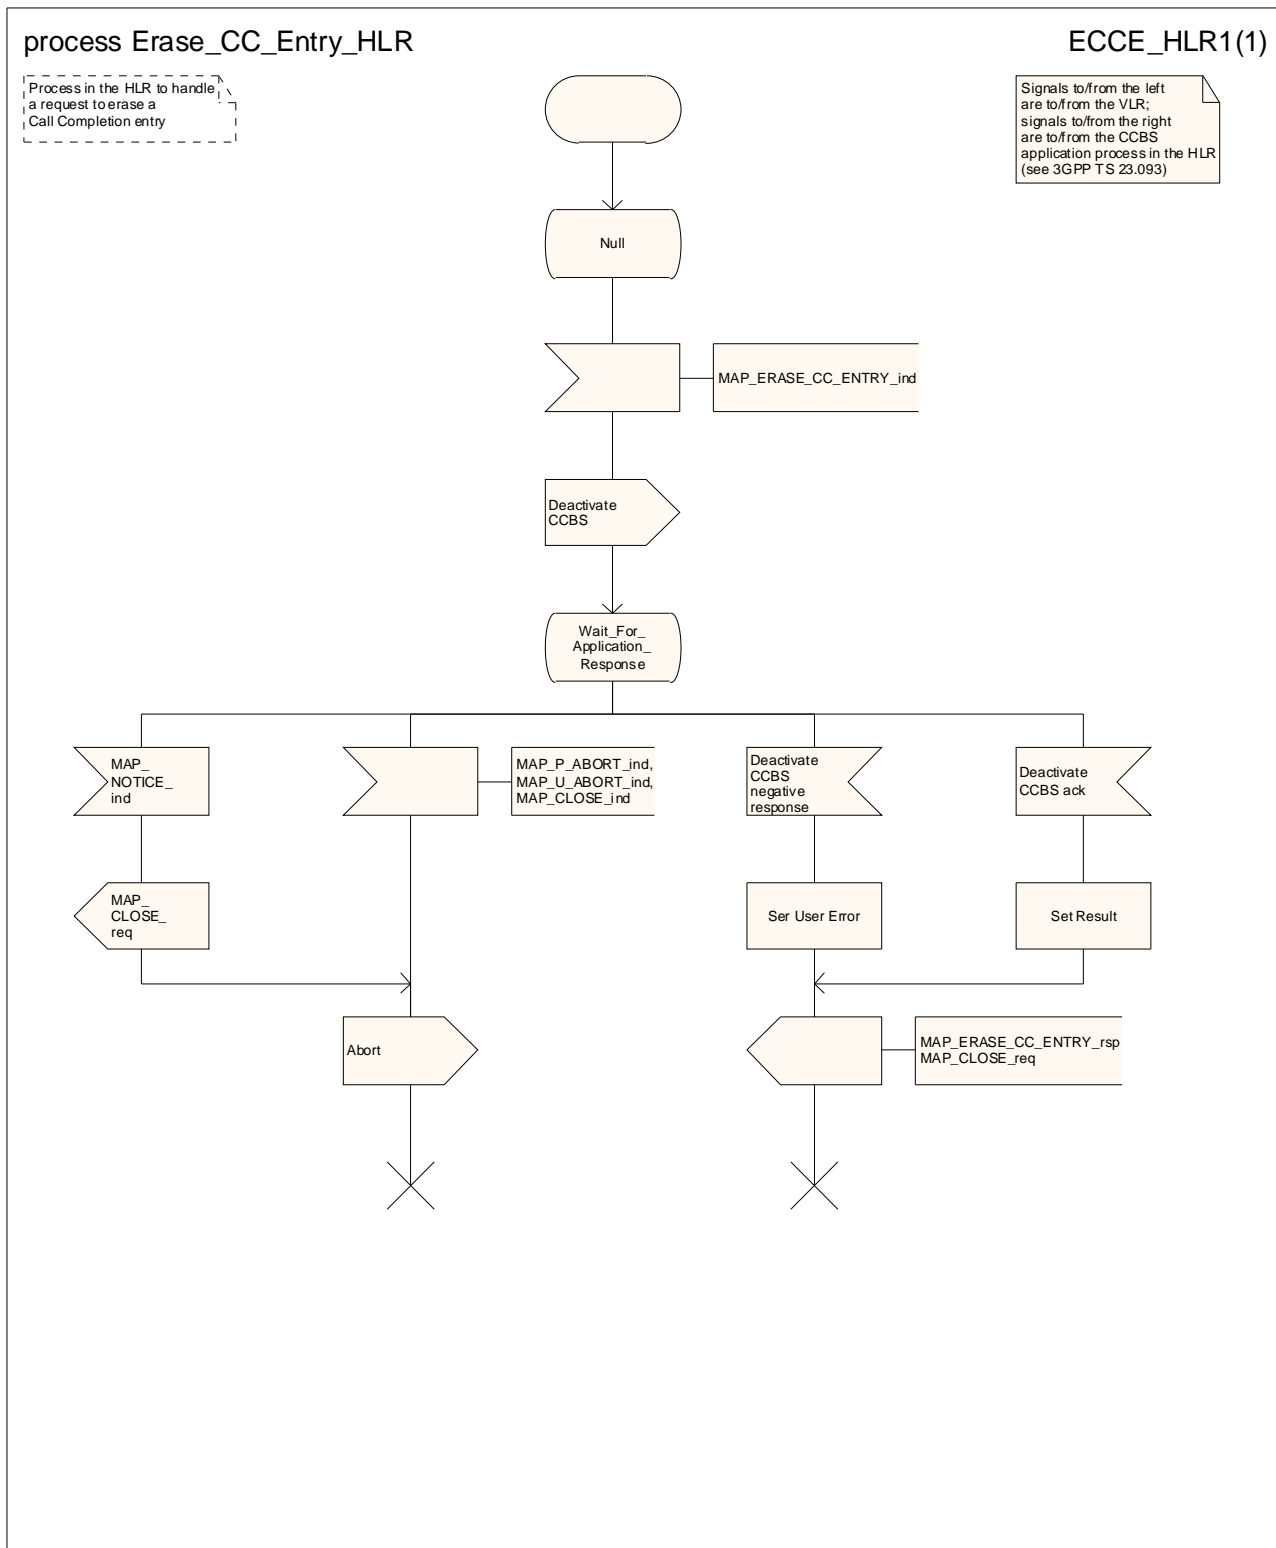 process Erase_CC_Entry_HLR
ECCE_HLR1(1)
Process in the HLR to handle
a request to erase a
Call Completion entry
Signals to/from the left
are to/from the VLR;
signals to/from the right
are to/from the CCBS
application process in the HLR
(see 3GPP TS 23.093)
Null
MAP_ERASE_CC_ENTRY_ind
Deactivate
CCBS
Wait_For_
Application_
Response
MAP_
NOTICE_
ind
MAP_P_ABORT_ind,
MAP_U_ABORT_ind,
MAP_CLOSE_ind
Deactivate
CCBS
negative
response
Deactivate
CCBS ack
MAP_
CLOSE_
req
Ser User Error
Set Result
Abort
MAP_ERASE_CC_ENTRY_rsp
MAP_CLOSE_req